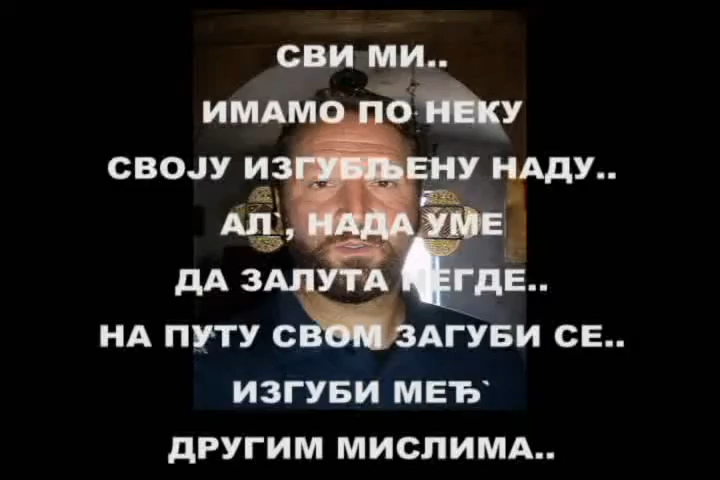 СВИ МИ..
ИМАМО ПО НЕКУ
СВОЈУ ИЗГУБЉЕНУ НАДУ..
АЛ`, НАДА УМЕ
ДА ЗАЛУТА НЕГДЕ..
НА ПУТУ СВОМ ЗАГУБИ СЕ..
ИЗГУБИ МЕЂ`
ДРУГИМ МИСЛИМА..